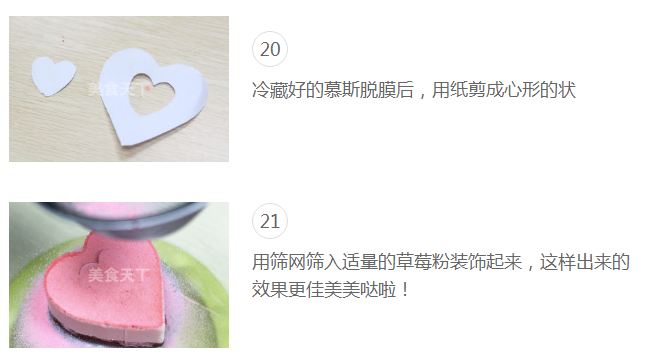 20
冷藏好的慕斯脱膜后，用纸剪成心形的状
美食天下
21
用筛网筛入适量的草莓粉装饰起来，这样出来的
效果更佳美美哒啦！
美食天下